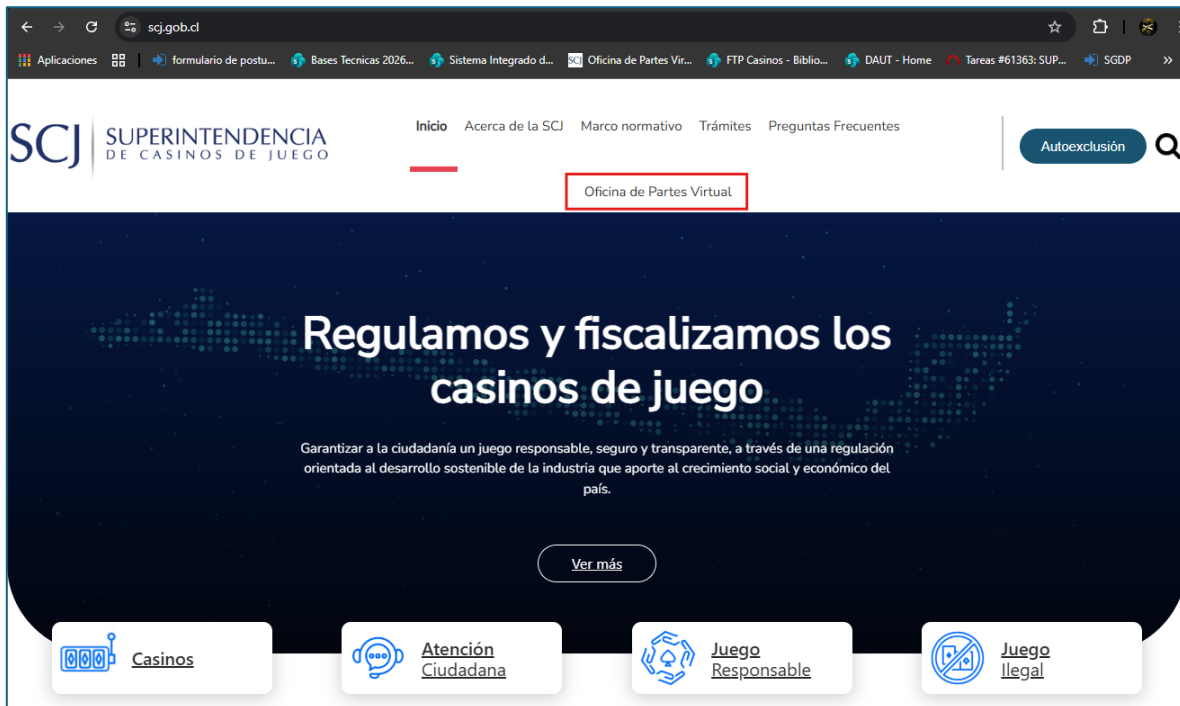 scj.gob.cl
Aplicaciones formulario de postu... Bases Tecnicas 2026... Sistema Integrado d... SCJ Oficina de Partes Vir... FTP Casinos - Biblio... DAUT - Home Tareas #61363: SUP... SGDP »
SCJ SUPERINTENDENCIA
DE CASINOS DE JUEGO
Inicio Acerca de la SCJ Marco normativo Trámites Preguntas Frecuentes
Oficina de Partes Virtual
Autoexclusión
Regulamos y fiscalizamos los
casinos de juego
Garantizar a la ciudadanía un juego responsable, seguro y transparente, a través de una regulación
orientada al desarrollo sostenible de la industria que aporte al crecimiento social y económico del
país.
Ver más
Casinos
Atención
Ciudadana
Juego
Responsable
Juego
Ilegal